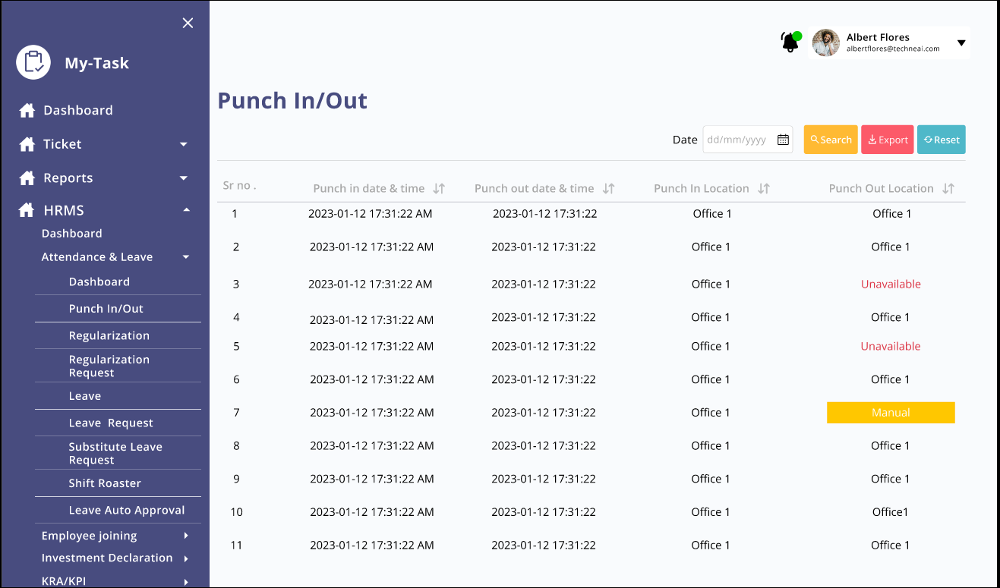 My-Task
Dashboard
Ticket
Reports
HRMS
Dashboard
Attendance & Leave
Dashboard
Punch In/Out
Regularization
Regularization
Request
Leave
Leave  Request
Substitute Leave
Request
Shift Roaster
Leave Auto Approval
Employee joining
Investment Declaration
KRA/KPI
Albert Flores
albertflores@techneai.com
Punch In/Out
Date dd/mm/yyyy Search Export Reset
Sr no . Punch in date & time Punch out date & time Punch In Location Punch Out Location
1 2023-01-12 17:31:22 AM 2023-01-12 17:31:22 Office 1 Office 1
2 2023-01-12 17:31:22 AM 2023-01-12 17:31:22 Office 1 Office 1
3 2023-01-12 17:31:22 AM 2023-01-12 17:31:22 Office 1 Unavailable
4 2023-01-12 17:31:22 AM 2023-01-12 17:31:22 Office 1 Office 1
5 2023-01-12 17:31:22 AM 2023-01-12 17:31:22 Office 1 Unavailable
6 2023-01-12 17:31:22 AM 2023-01-12 17:31:22 Office 1 Office 1
7 2023-01-12 17:31:22 AM 2023-01-12 17:31:22 Office 1 Manual
8 2023-01-12 17:31:22 AM 2023-01-12 17:31:22 Office 1 Office 1
9 2023-01-12 17:31:22 AM 2023-01-12 17:31:22 Office 1 Office 1
10 2023-01-12 17:31:22 AM 2023-01-12 17:31:22 Office 1 Office1
11 2023-01-12 17:31:22 AM 2023-01-12 17:31:22 Office 1 Office 1